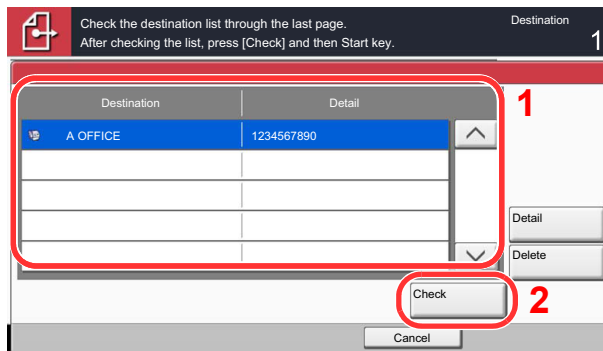 Check the destination list through the last page.
After checking the list, press [Check] and then Start key.
Destination
1
Destination Detail
1
A OFFICE 1234567890
Detail
Delete
Check
2
Cancel